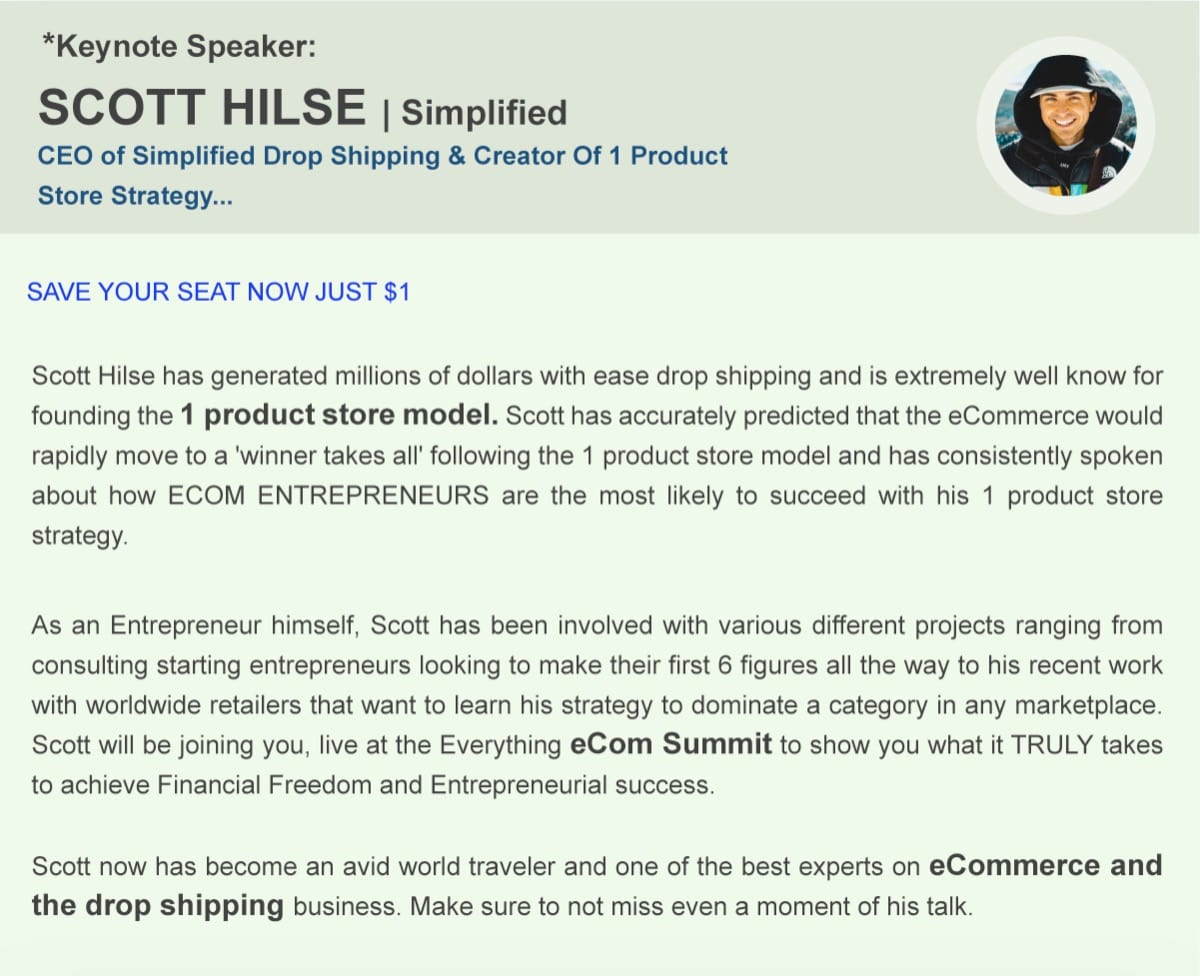 *Keynote Speaker:
SCOTT HILSE | Simplified
CEO of Simplified Drop Shipping & Creator Of 1 Product
Store Strategy...
SAVE YOUR SEAT NOW JUST $1
Scott Hilse has generated millions of dollars with ease drop shipping and is extremely well know for
founding the 1 product store model. Scott has accurately predicted that the eCommerce would
rapidly move to a 'winner takes all' following the 1 product store model and has consistently spoken
about how ECOM ENTREPRENEURS are the most likely to succeed with his 1 product store
strategy.
As an Entrepreneur himself, Scott has been involved with various different projects ranging from
consulting starting entrepreneurs looking to make their first 6 figures all the way to his recent work
with worldwide retailers that want to learn his strategy to dominate a category in any marketplace.
Scott will be joining you, live at the Everything eCom Summit to show you what it TRULY takes
to achieve Financial Freedom and Entrepreneurial success.
Scott now has become an avid world traveler and one of the best experts on eCommerce and
the drop shipping business. Make sure to not miss even a moment of his talk.